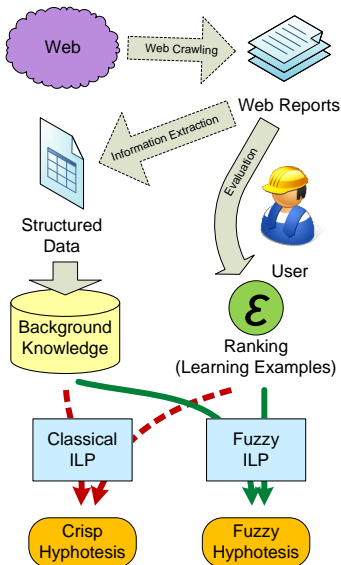 Web
Web Crawling
Web Reports
Information Extraction
Evaluation
Structured
Data
User
Background
Knowledge
ε
Ranking
(Learning Examples)
Classical
ILP
Fuzzy
ILP
Crisp
Hyphotesis
Fuzzy
Hyphotesis